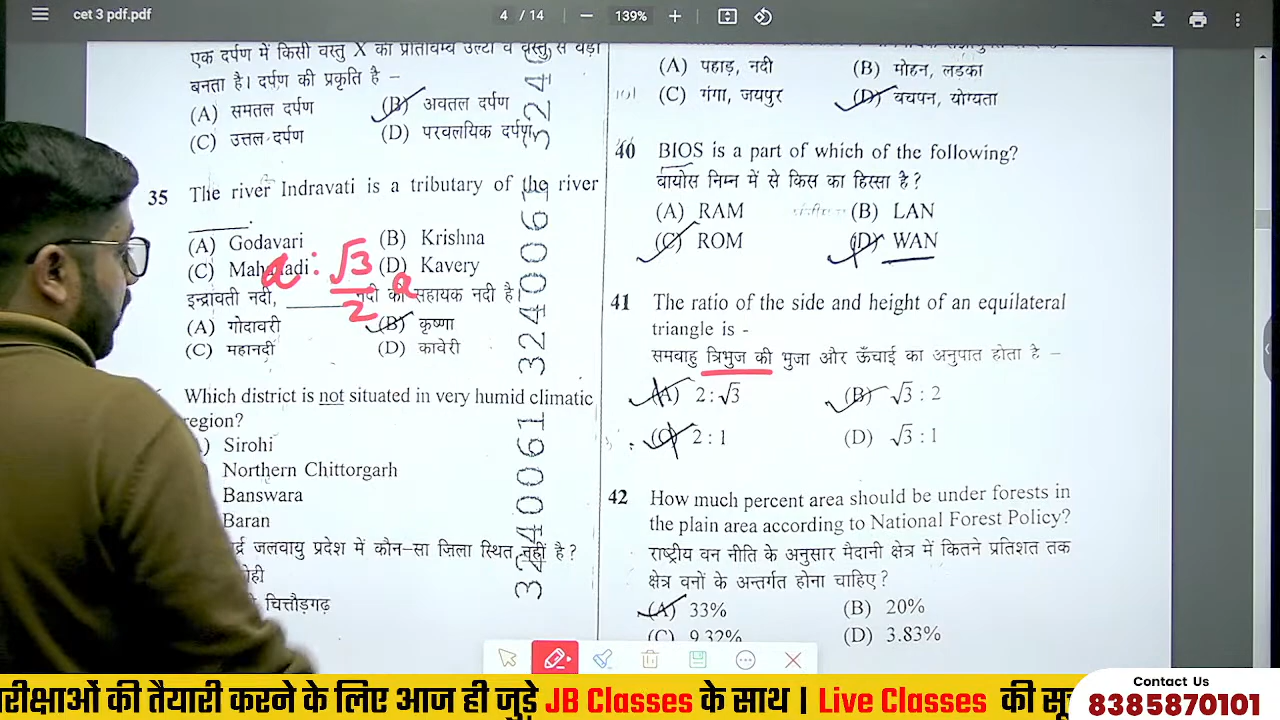 cet 3 pdf.pdf
4 / 14
139%
एक दर्पण में किसी वस्तु X का प्रतिबिम्ब उल्टा व वस्तु से बड़ा
बनता है। दर्पण की प्रकृति है –
(A) समतल दर्पण (B) अवतल दर्पण
(C) उत्तल दर्पण (D) परवलयिक दर्पण
35 The river Indravati is a tributary of the river
______.
(A) Godavari (B) Krishna
(C) Mahanadi (D) Kavery
इन्द्रावती नदी, ______ नदी की सहायक नदी है।
(A) गोदावरी (B) कृष्णा
(C) महानदी (D) कावेरी
a : √3/2 a
Which district is not situated in very humid climatic
region?
Sirohi
Northern Chittorgarh
Banswara
Baran
जलवायु प्रदेश में कौन-सा ज़िला स्थित नहीं है ?
चित्तौड़गढ़
3240061 3240061
(A) पहाड़, नदी (B) मोहन, लडका
(C) गंगा, जयपुर (D) बचपन, योग्यता
40 BIOS is a part of which of the following?
बायोस निम्न में से किस का हिस्सा है ?
(A) RAM (B) LAN
(C) ROM (D) WAN
41 The ratio of the side and height of an equilateral
triangle is -
समबाहु त्रिभुज की भुजा और ऊँचाई का अनुपात होता है –
(A) 2 : √3 (B) √3 : 2
(C) 2 : 1 (D) √3 : 1
42 How much percent area should be under forests in
the plain area according to National Forest Policy?
राष्ट्रीय वन नीति के अनुसार मैदानी क्षेत्र में कितने प्रतिशत तक
क्षेत्र वनों के अन्तर्गत होना चाहिए ?
(A) 33% (B) 20%
(C) 9.32% (D) 3.83%
रीक्षाओं की तैयारी करने के लिए आज ही जुड़े JB Classes के साथ । Live Classes की
Contact Us
8385870101